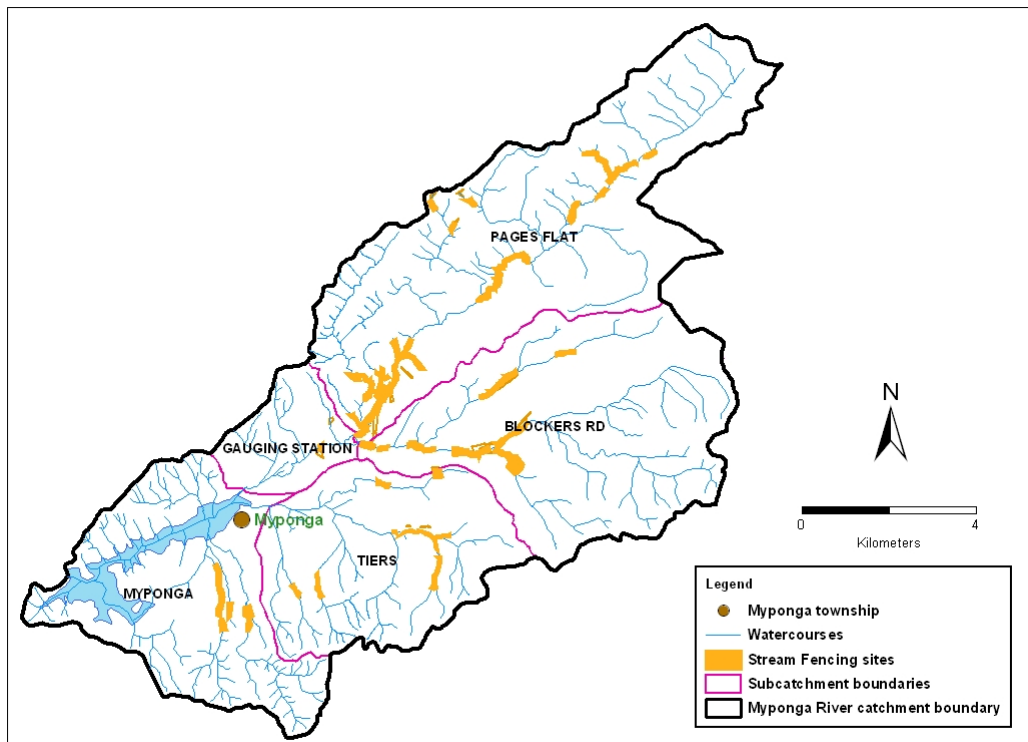 PAGES FLAT
BLOCKERS RD
GAUGING STATION
N
Myponga
0 4
Kilometers
TIERS
MYPONGA
Legend
Myponga township
Watercourses
Stream Fencing sites
Subcatchment boundaries
Myponga River catchment boundary